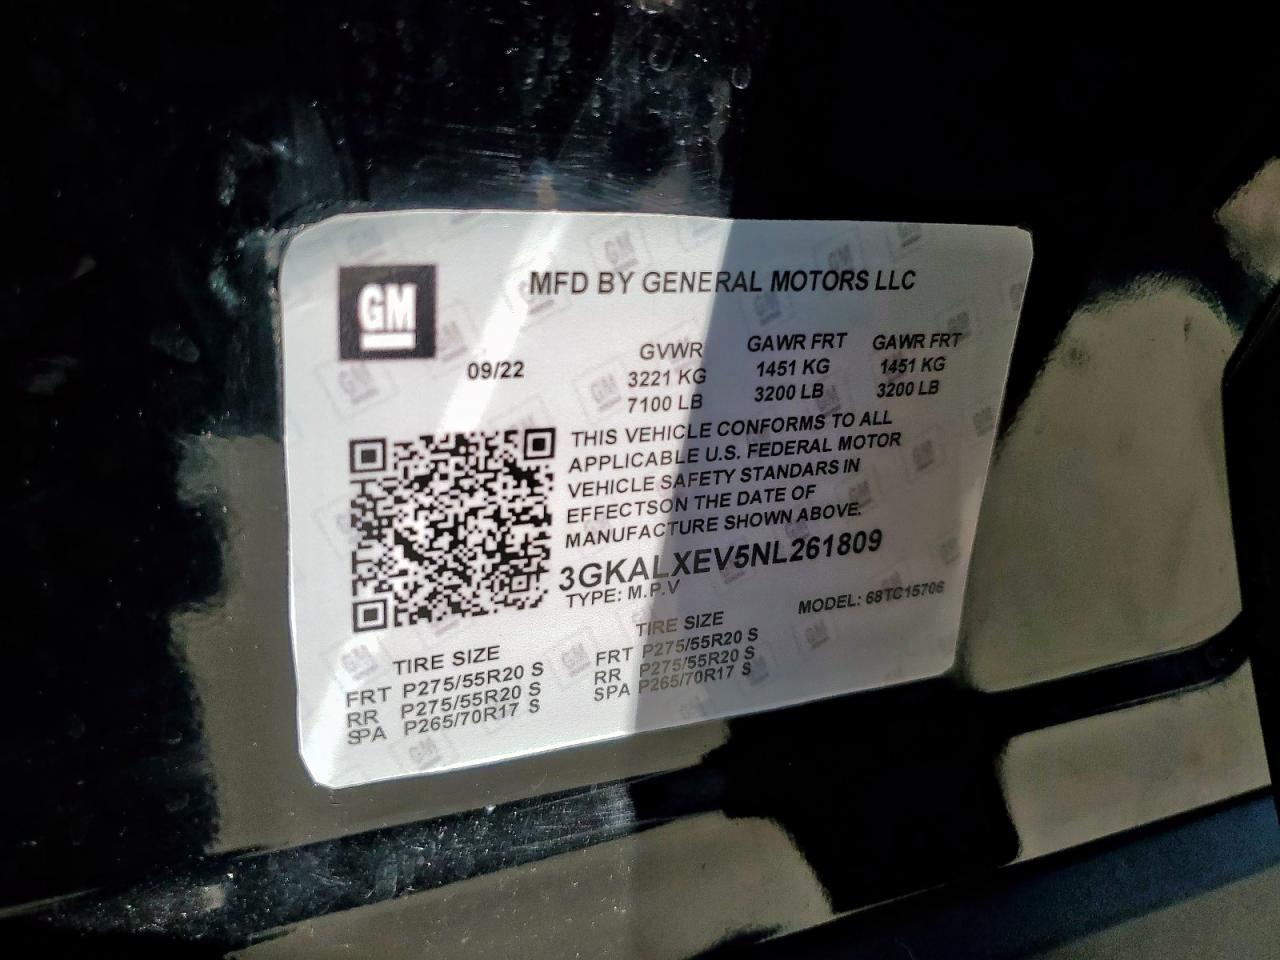 GM
MFD BY GENERAL MOTORS LLC
09/22
GVWR GAWR FRT GAWR FRT
3221 KG 1451 KG 1451 KG
7100 LB 3200 LB 3200 LB
THIS VEHICLE CONFORMS TO ALL
APPLICABLE U.S. FEDERAL MOTOR
VEHICLE SAFETY STANDARS IN
EFFECTSON THE DATE OF
MANUFACTURE SHOWN ABOVE.
3GKALXEV5NL261809
TYPE: M.P.V
MODEL: 68TC15706
TIRE SIZE
FRT P275/55R20 S
RR P275/55R20 S
SPA P265/70R17 S
TIRE SIZE
FRT P275/55R20 S
RR P275/55R20 S
SPA P265/70R17 S